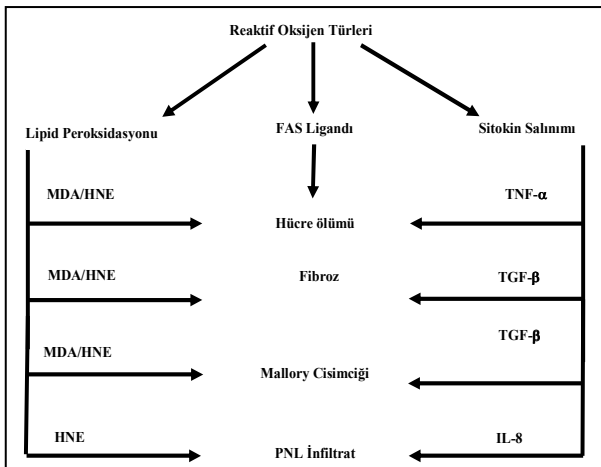 Reaktif Oksijen Türleri
Lipid Peroksidasyonu FAS Ligandı Sitokin Salınımı
MDA/HNE TNF-α
Hücre ölümü
MDA/HNE Fibroz TGF-β
TGF-β
MDA/HNE
Mallory Cisimciği
HNE IL-8
PNL İnfiltrat